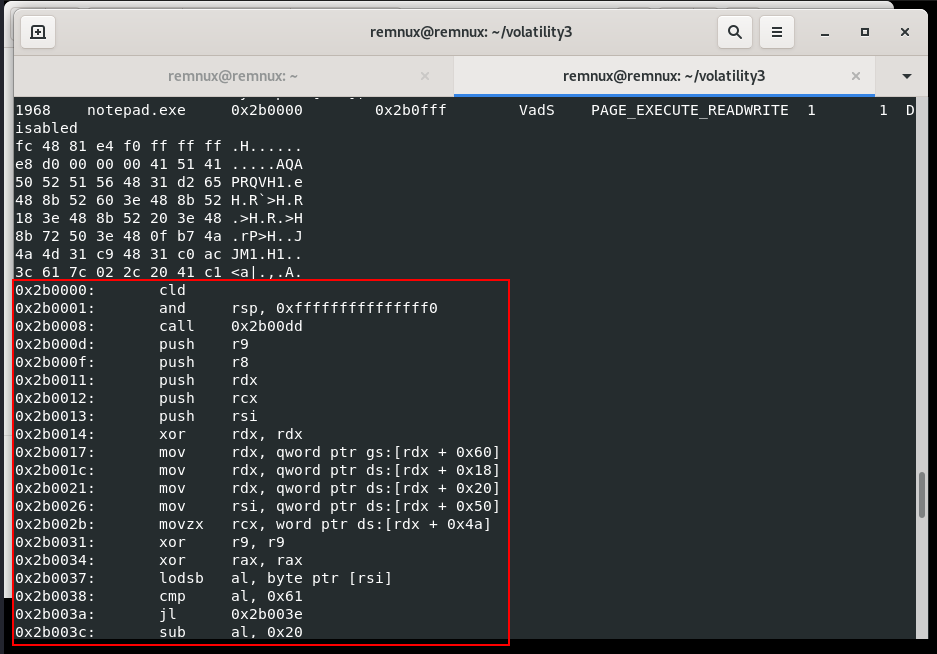 remnux@remnux: ~/volatility3
remnux@remnux: ~
remnux@remnux: ~/volatility3
1968 notepad.exe 0x2b0000 0x2b0fff VadS PAGE_EXECUTE_READWRITE 1 1 D
isabled
fc 48 81 e4 f0 ff ff ff .H......
e8 d0 00 00 00 41 51 41 .....AQA
50 52 51 56 48 31 d2 65 PRQVH1.e
48 8b 52 60 3e 48 8b 52 H.R`>H.R
18 3e 48 8b 52 20 3e 48 .>H.R.>H
8b 72 50 3e 48 0f b7 4a .rP>H..J
4a 4d 31 c9 48 31 c0 ac JM1.H1..
3c 61 7c 02 2c 20 41 c1 <a|.,.A.
0x2b0000: cld
0x2b0001: and rsp, 0xfffffffffffffff0
0x2b0008: call 0x2b00dd
0x2b000d: push r9
0x2b000f: push r8
0x2b0011: push rdx
0x2b0012: push rcx
0x2b0013: push rsi
0x2b0014: xor rdx, rdx
0x2b0017: mov rdx, qword ptr gs:[rdx + 0x60]
0x2b001c: mov rdx, qword ptr ds:[rdx + 0x18]
0x2b0021: mov rdx, qword ptr ds:[rdx + 0x20]
0x2b0026: mov rsi, qword ptr ds:[rdx + 0x50]
0x2b002b: movzx rcx, word ptr ds:[rdx + 0x4a]
0x2b0031: xor r9, r9
0x2b0034: xor rax, rax
0x2b0037: lodsb al, byte ptr [rsi]
0x2b0038: cmp al, 0x61
0x2b003a: jl 0x2b003e
0x2b003c: sub al, 0x20